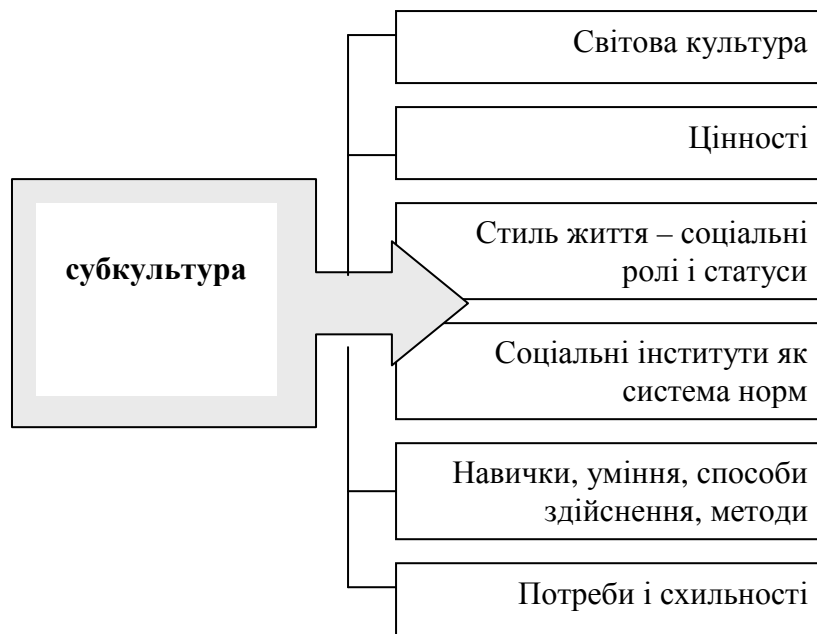 Світова культура
Цінності
субкультура
Стиль життя – соціальні
ролі і статуси
Соціальні інститути як
система норм
Навички, уміння, способи
здійснення, методи
Потреби і схильності